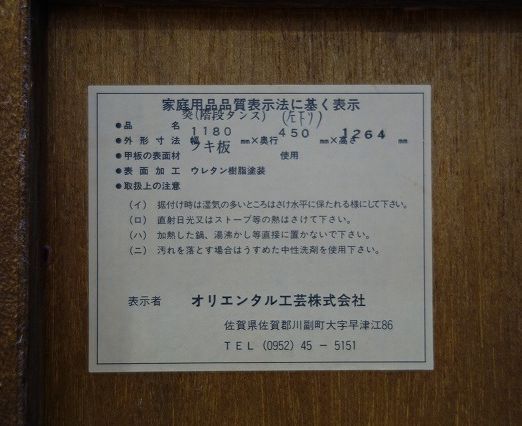 家庭用品品質表示法に基く表示
●品　　名　葵(階段タンス)　(左下リ)
●外形寸法　幅 1180 mm×奥行 450 mm×高さ 1264 mm
●甲板の表面材　ツキ板　使用
●表面加工　ウレタン樹脂塗装
●取扱上の注意
(イ)　据付け時は湿気の多いところはさけ水平に保たれる様にして下さい。
(ロ)　直射日光又はストーブ等の熱はさけて下さい。
(ハ)　加熱した鍋、湯沸かし等直接に置かないで下さい。
(ニ)　汚れを落とす場合はうすめた中性洗剤を使用下さい。
表示者　オリエンタル工芸株式会社
佐賀県佐賀郡川副町大字早津江86
TEL (0952) 45－5151